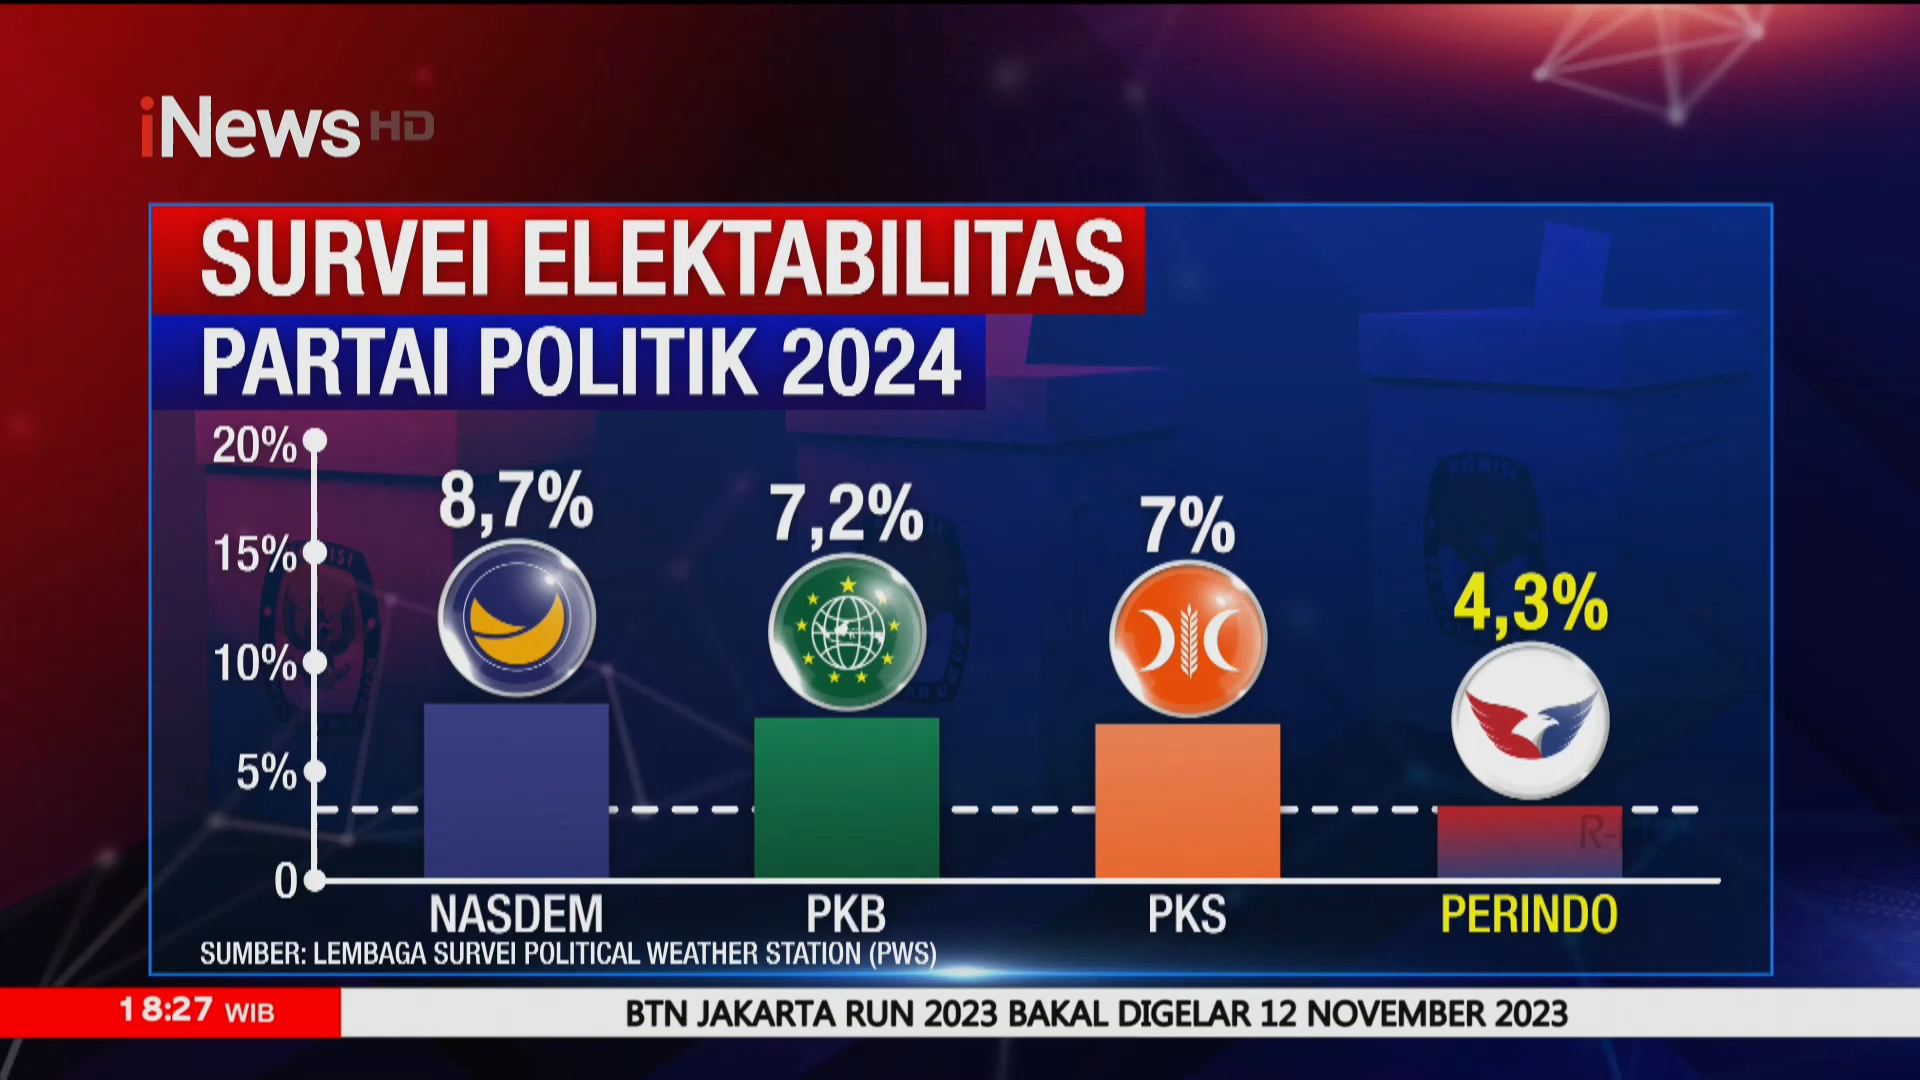 iNews HD
SURVEI ELEKTABILITAS
PARTAI POLITIK 2024
20%
15%
10%
5%
0
8,7%
7,2%
7%
4,3%
NASDEM
PKB
PKS
PERINDO
SUMBER: LEMBAGA SURVEI POLITICAL WEATHER STATION (PWS)
18:27 WIB
BTN JAKARTA RUN 2023 BAKAL DIGELAR 12 NOVEMBER 2023